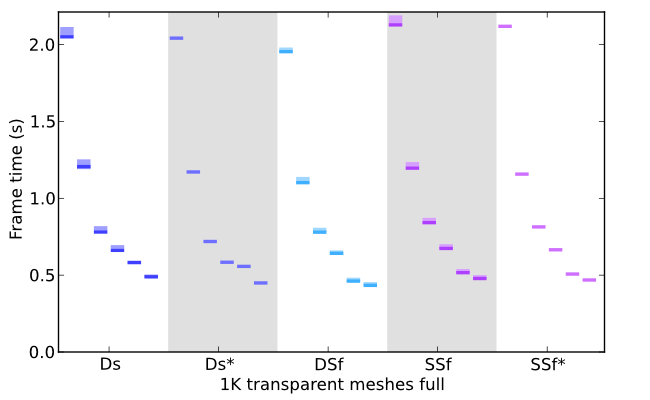 2.0
1.5
1.0
0.5
0.0
Frame time (s)
Ds Ds* DSf SSf SSf*
1K transparent meshes full